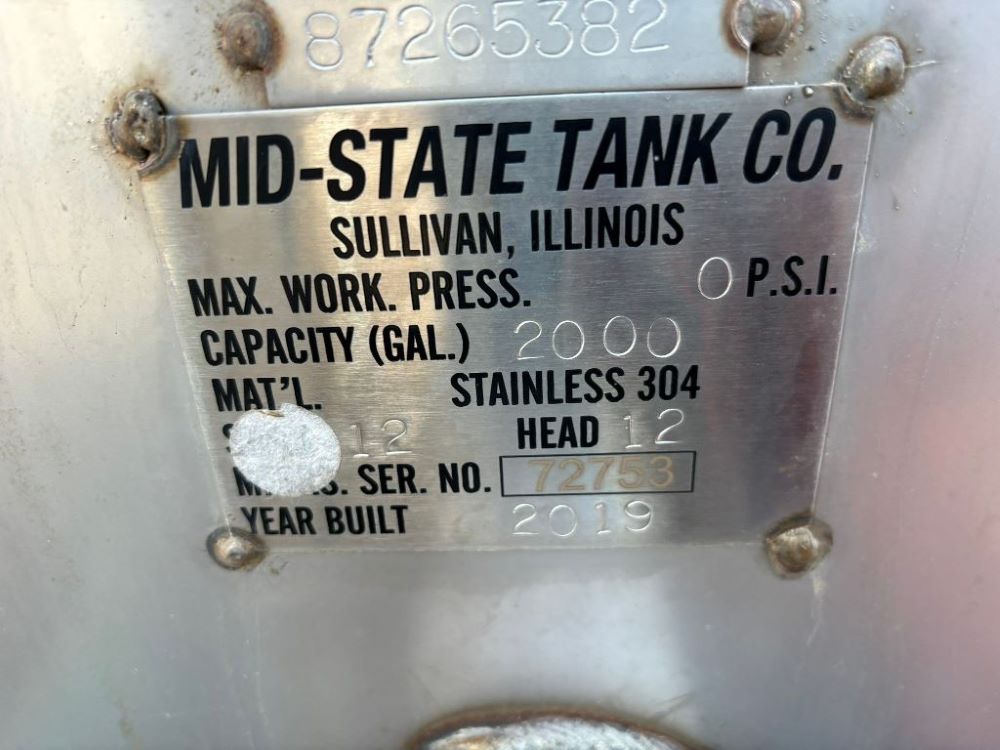 87265382
MID-STATE TANK CO.
SULLIVAN, ILLINOIS
MAX. WORK. PRESS. 0 P.S.I.
CAPACITY (GAL.) 2000
MAT'L. STAINLESS 304
12 HEAD 12
SER. NO. 72753
YEAR BUILT 2019